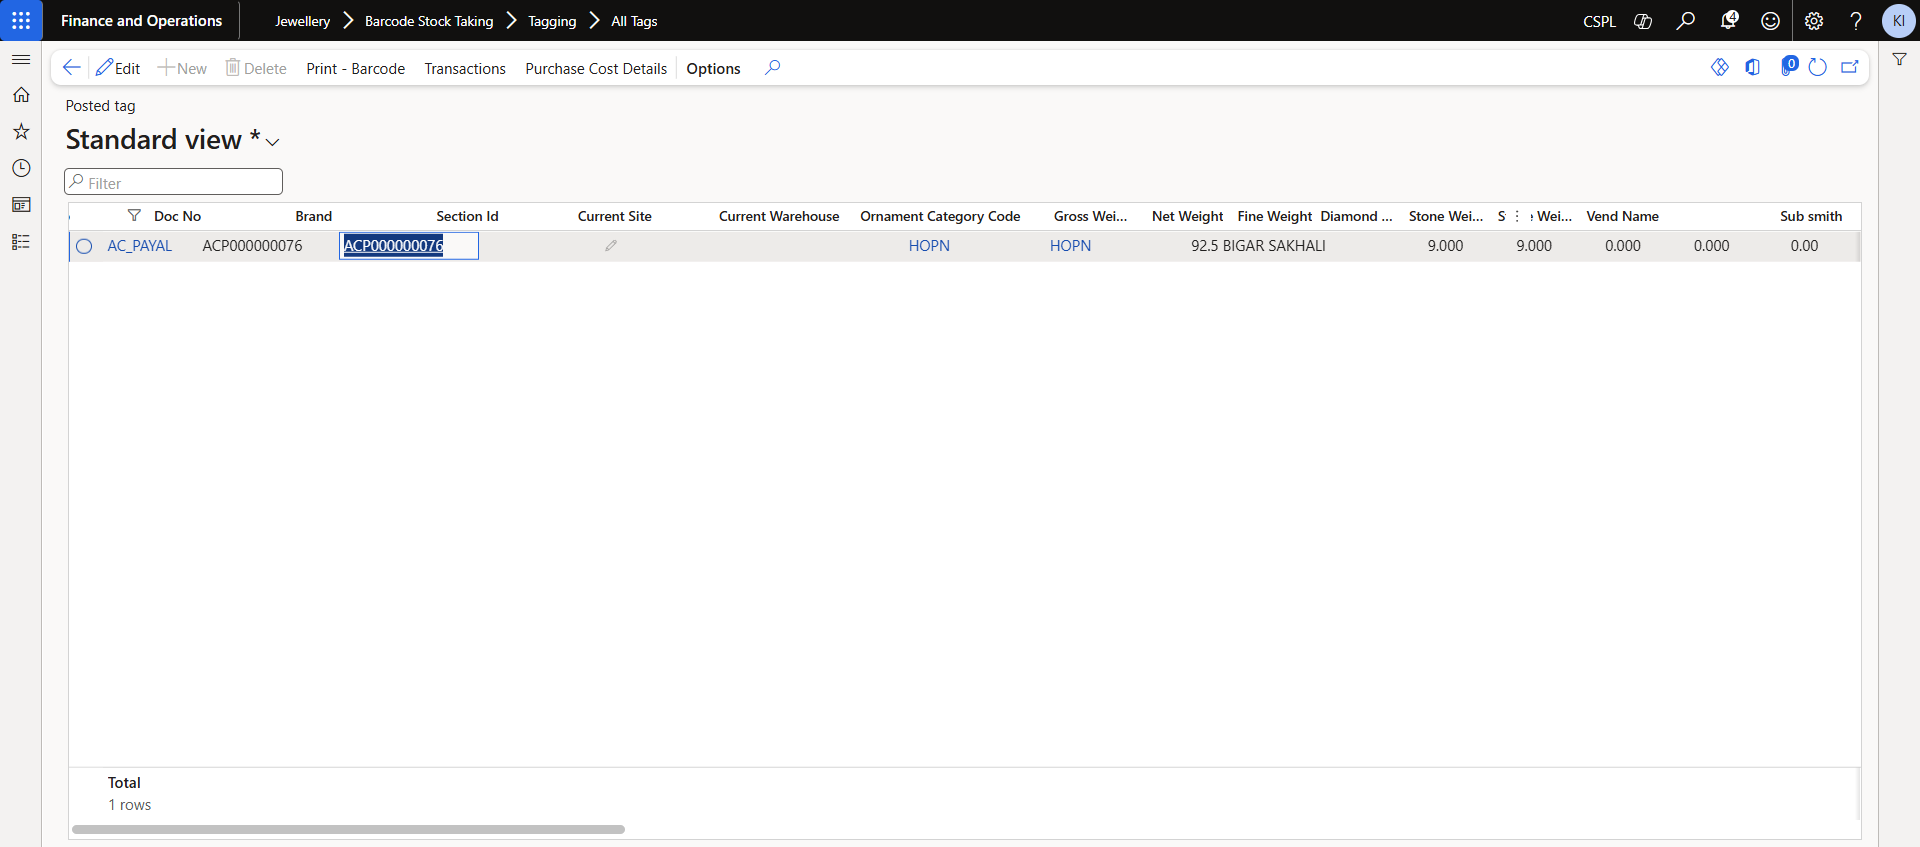 Finance and Operations Jewellery Barcode Stock Taking Tagging All Tags CSPL 4 ? KI
Edit New Delete Print - Barcode Transactions Purchase Cost Details Options 0
Posted tag
Standard view *
Filter
Doc No Brand Section Id Current Site Current Warehouse Ornament Category Code Gross Wei... Net Weight Fine Weight Diamond ... Stone Wei... S Wei... Vend Name Sub smith
AC_PAYAL ACP000000076 ACP000000076 HOPN HOPN 92.5 BIGAR SAKHALI 9.000 9.000 0.000 0.000 0.00
Total
1 rows